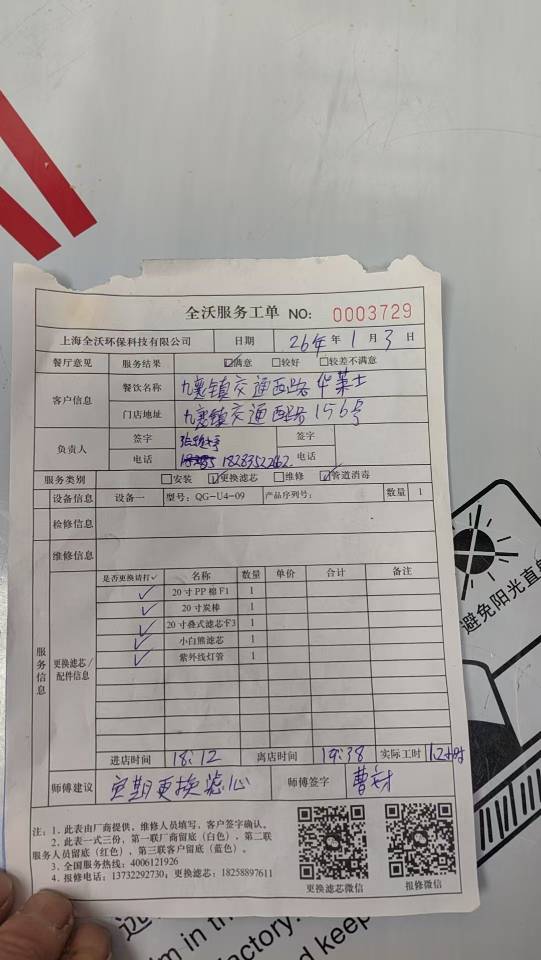 全沃服务工单 NO: 0003729
上海全沃环保科技有限公司 日期 26年 年 1 月 3 日
餐厅意见 服务结果 ☑满意 □较好 □较差不满意
客户信息 餐饮名称 九襄镇交通西路华莱士
门店地址 九襄镇交通西路156号
负责人 签字 签字
电话 1828352262 电话
服务类别 □安装 ☑更换滤芯 □维修 ☑管道消毒
设备信息 设备一 型号: QG-U4-09 产品序列号: 数量 1
检修信息
维修信息
服务信息 更换滤芯/配件信息
是否更换请打✓ 名称 数量 单价 合计 备注
✓ 20寸PP棉F1 1
✓ 20寸炭棒 1
✓ 20寸叠式滤芯卡3 1
✓ 小白熊滤芯 1
✓ 紫外线灯管 1
进店时间 18:12 离店时间 19:38 实际工时 1.2小时
师傅建议 定期更换滤心 师傅签字 曹
注: 1. 此表由厂商提供, 维修人员填写, 客户签字确认。
2. 此表一式三份, 第一联厂商留底(白色), 第二联
服务人员留底(红色), 第三联客户留底(蓝色)。
3. 全国服务热线: 4006121926
4. 报修电话: 13732292730; 更换滤芯: 18258897611
更换滤芯微信 报修微信
避免阳光直
远
m in th
actory.
d keep